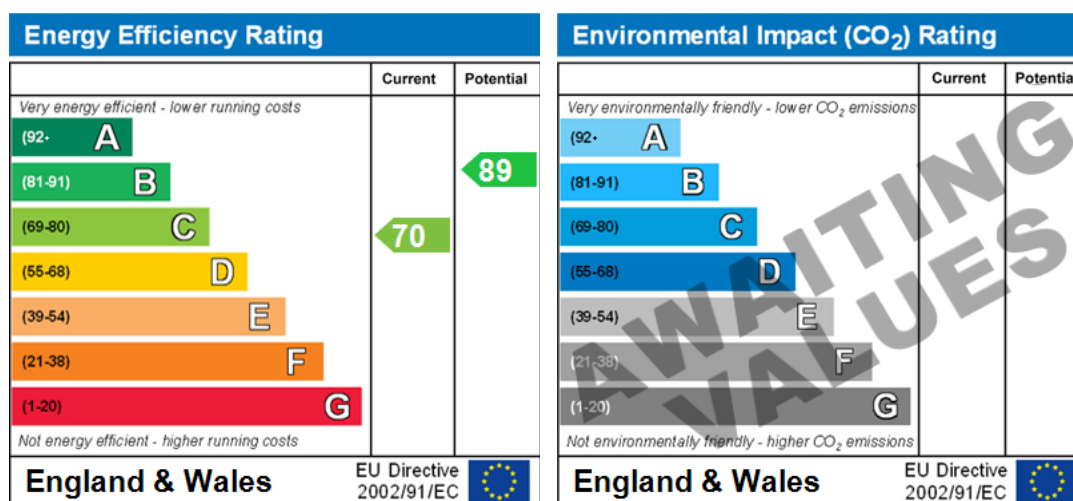 Energy Efficiency Rating
Current Potential
Very energy efficient - lower running costs
(92+ A
(81-91) B
89
(69-80) C
70
(55-68) D
(39-54) E
(21-38) F
(1-20) G
Not energy efficient - higher running costs
England & Wales
EU Directive
2002/91/EC
Environmental Impact (CO₂) Rating
Current Potentia
Very environmentally friendly - lower CO₂ emissions
(92+ A
(81-91) B
(69-80) C
(55-68) D
(39-54) E
(21-38) F
(1-20) G
AWAITING
VALUES
Not environmentally friendly - higher CO₂ emissions
England & Wales
EU Directive
2002/91/EC